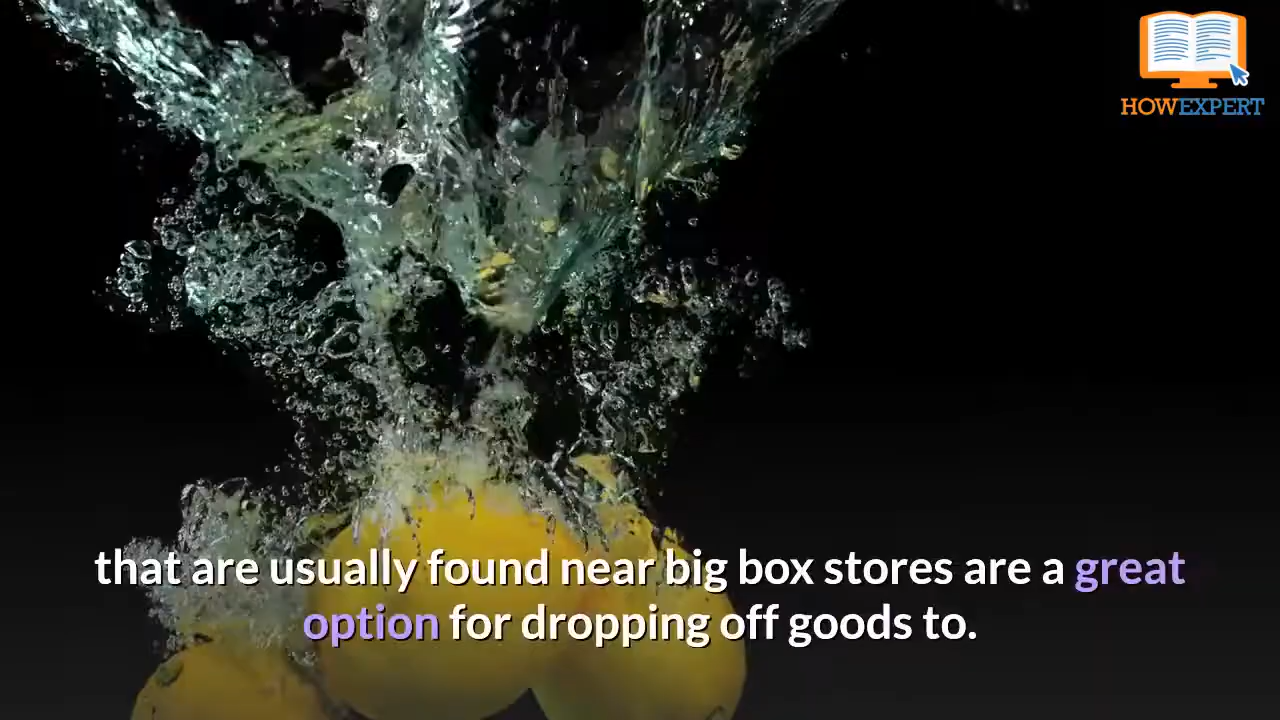 HOWEXPERT
that are usually found near big box stores are a great
option for dropping off goods to.